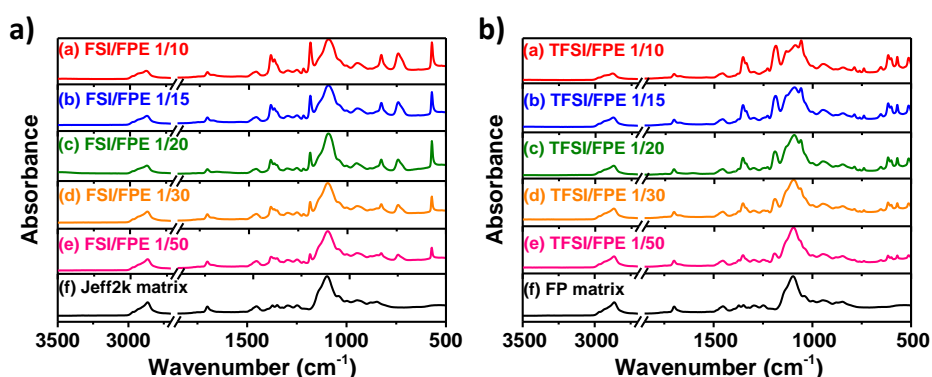 a)
(a) FSI/FPE 1/10
(b) FSI/FPE 1/15
(c) FSI/FPE 1/20
(d) FSI/FPE 1/30
(e) FSI/FPE 1/50
(f) Jeff2k matrix
Absorbance
3500 3000 1500 1000 500
Wavenumber (cm⁻¹)
b)
(a) TFSI/FPE 1/10
(b) TFSI/FPE 1/15
(c) TFSI/FPE 1/20
(d) TFSI/FPE 1/30
(e) TFSI/FPE 1/50
(f) FP matrix
Absorbance
3500 3000 1500 1000 500
Wavenumber (cm⁻¹)